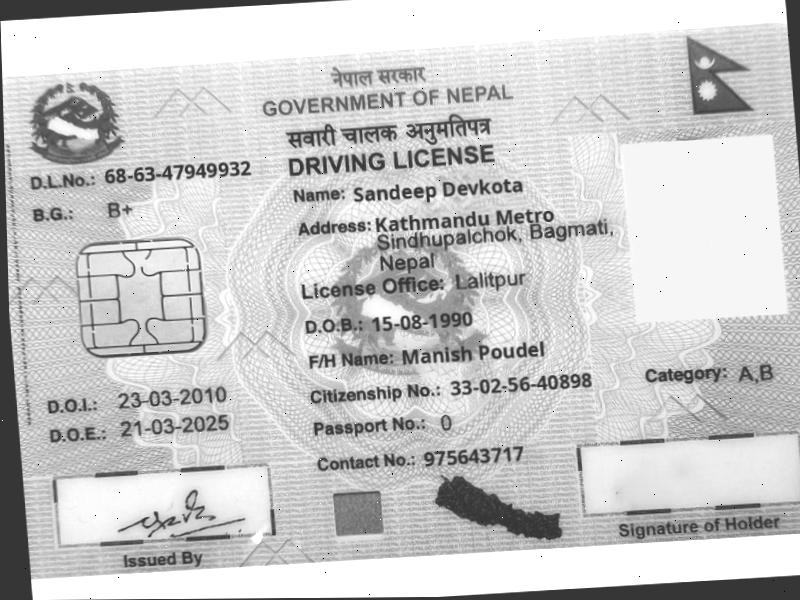 नेपाल सरकार
GOVERNMENT OF NEPAL
सवारी चालक अनुमतिपत्र
DRIVING LICENSE
D.L.No.: 68-63-47949932
B.G.: B+
Name: Sandeep Devkota
Address: Kathmandu Metro
Sindhupalchok, Bagmati,
Nepal
License Office: Lalitpur
D.O.B.: 15-08-1990
F/H Name: Manish Poudel
D.O.I.: 23-03-2010
Citizenship No.: 33-02-56-40898
Category: A,B
D.O.E.: 21-03-2025
Passport No.: 0
Contact No.: 975643717
Issued By
Signature of Holder